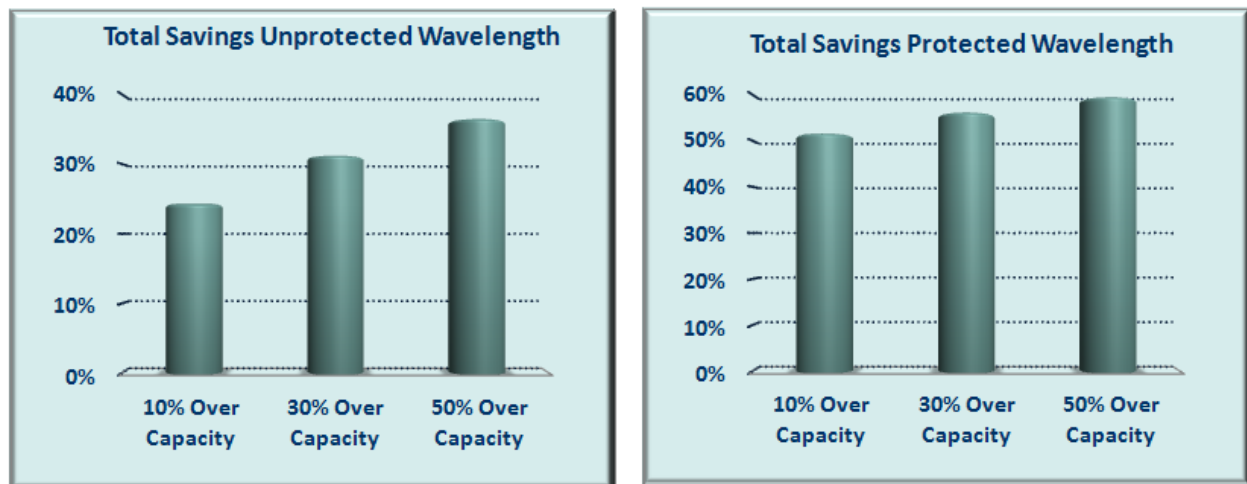 Total Savings Unprotected Wavelength
40%
30%
20%
10%
0%
10% Over
Capacity
30% Over
Capacity
50% Over
Capacity
Total Savings Protected Wavelength
60%
50%
40%
30%
20%
10%
0%
10% Over
Capacity
30% Over
Capacity
50% Over
Capacity